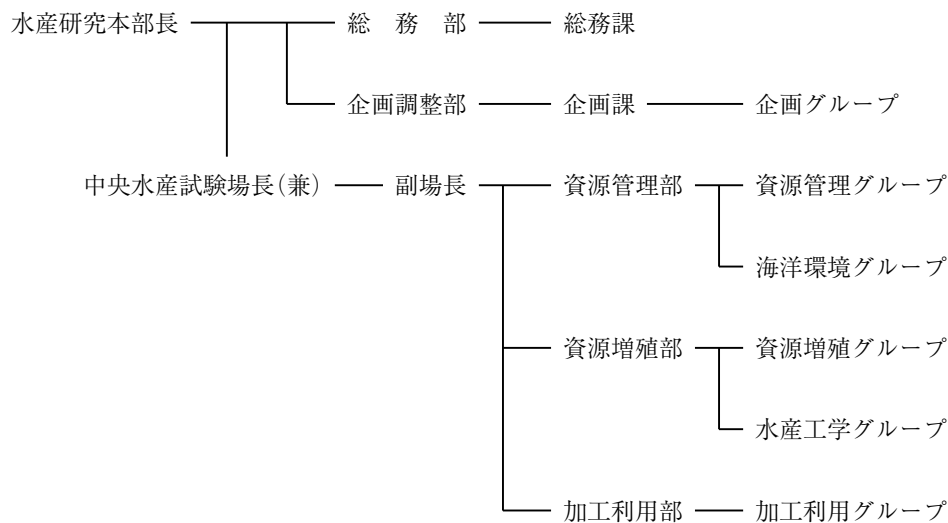 水産研究本部長 総務部 総務課
企画調整部 企画課 企画グループ
中央水産試験場長（兼） 副場長 資源管理部 資源管理グループ
海洋環境グループ
資源増殖部 資源増殖グループ
水産工学グループ
加工利用部 加工利用グループ